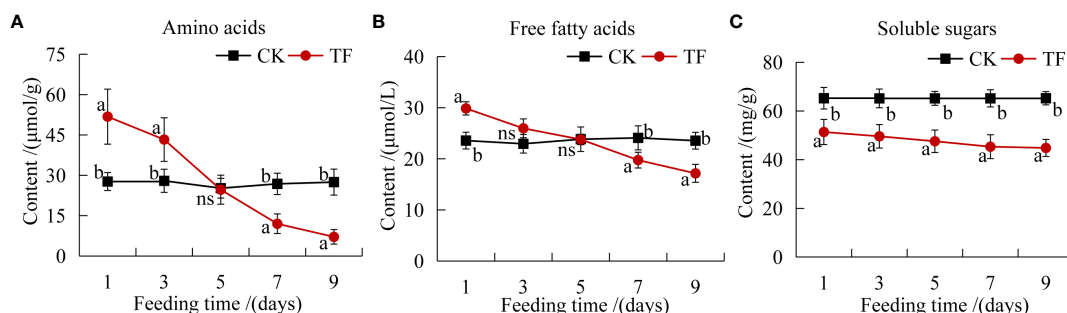 A
Amino acids
CK
TF
Content /(μmol/g)
75
60
45
30
15
0
a
a
b
b
ns
b
b
a
a
1
3
5
7
9
Feeding time /(days)
B
Free fatty acids
CK
TF
Content /(μmol/L)
40
30
20
10
0
a
ns
b
ns
b
b
a
a
1
3
5
7
9
Feeding time /(days)
C
Soluble sugars
CK
TF
Content /(mg/g)
80
60
40
20
0
b
b
b
b
b
a
a
a
a
a
1
3
5
7
9
Feeding time /(days)